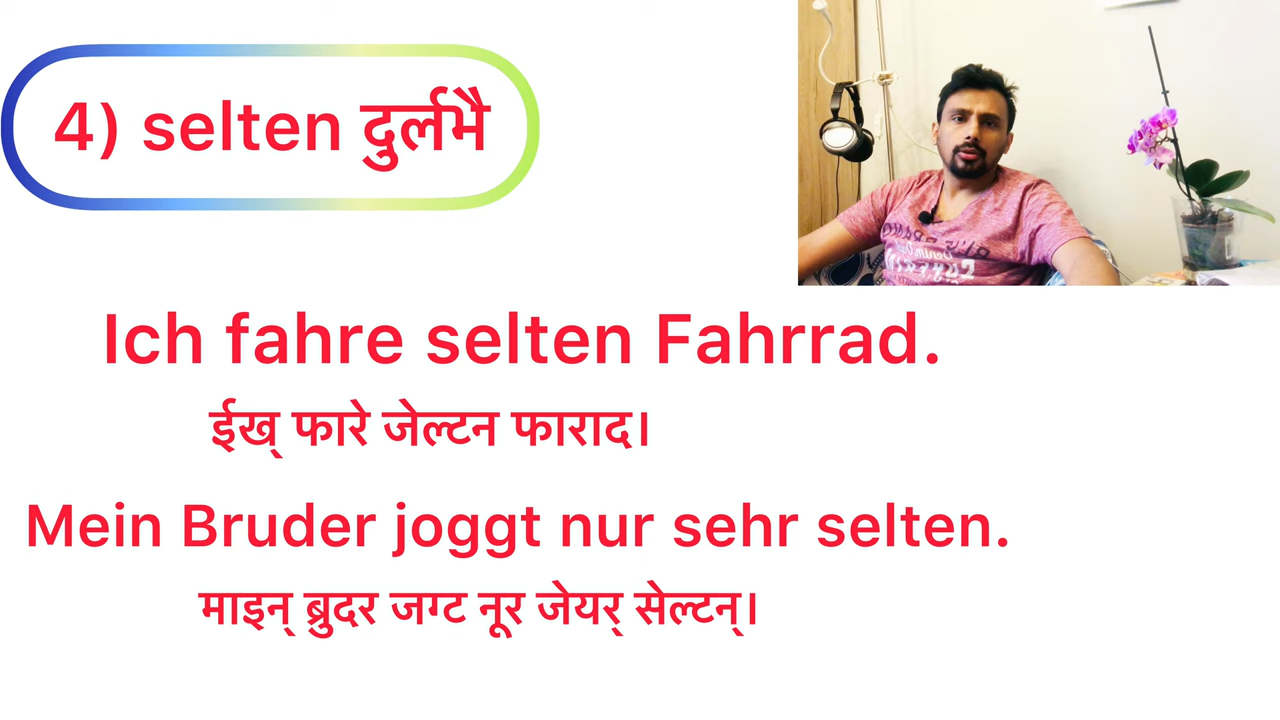 4) selten दुर्लभै
Ich fahre selten Fahrrad.
ईख् फारे जेल्टन फाराद।
Mein Bruder joggt nur sehr selten.
माइन् ब्रुदर जग्ट नूर जेयर् सेल्टन्।